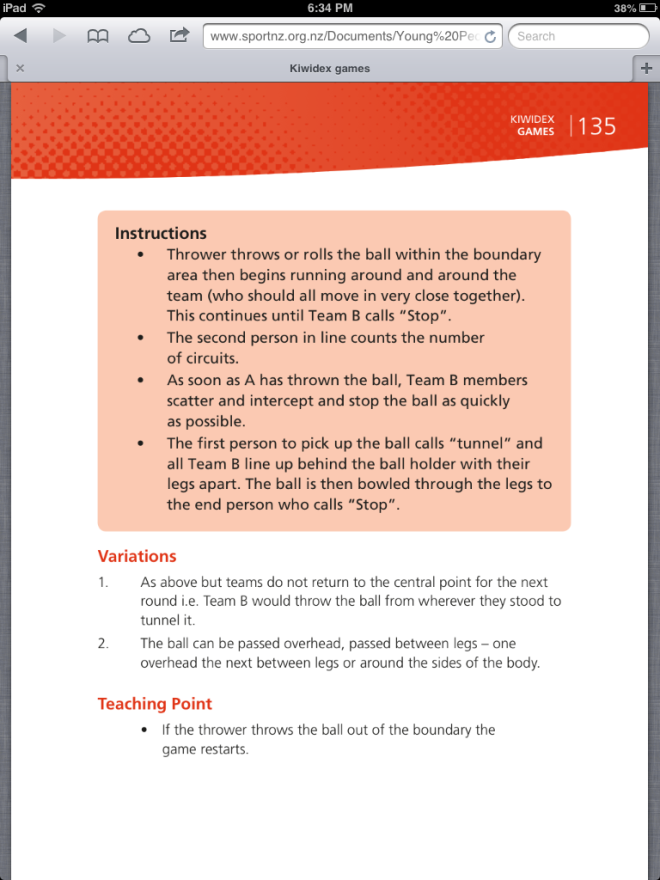 iPad
6:34 PM
38%
www.sportnz.org.nz/Documents/Young%20Pe
Search
Kiwidex games
KIWIDEX
GAMES
135
Instructions
• Thrower throws or rolls the ball within the boundary
area then begins running around and around the
team (who should all move in very close together).
This continues until Team B calls “Stop”.
• The second person in line counts the number
of circuits.
• As soon as A has thrown the ball, Team B members
scatter and intercept and stop the ball as quickly
as possible.
• The first person to pick up the ball calls “tunnel” and
all Team B line up behind the ball holder with their
legs apart. The ball is then bowled through the legs to
the end person who calls “Stop”.
Variations
1. As above but teams do not return to the central point for the next
round i.e. Team B would throw the ball from wherever they stood to
tunnel it.
2. The ball can be passed overhead, passed between legs – one
overhead the next between legs or around the sides of the body.
Teaching Point
• If the thrower throws the ball out of the boundary the
game restarts.